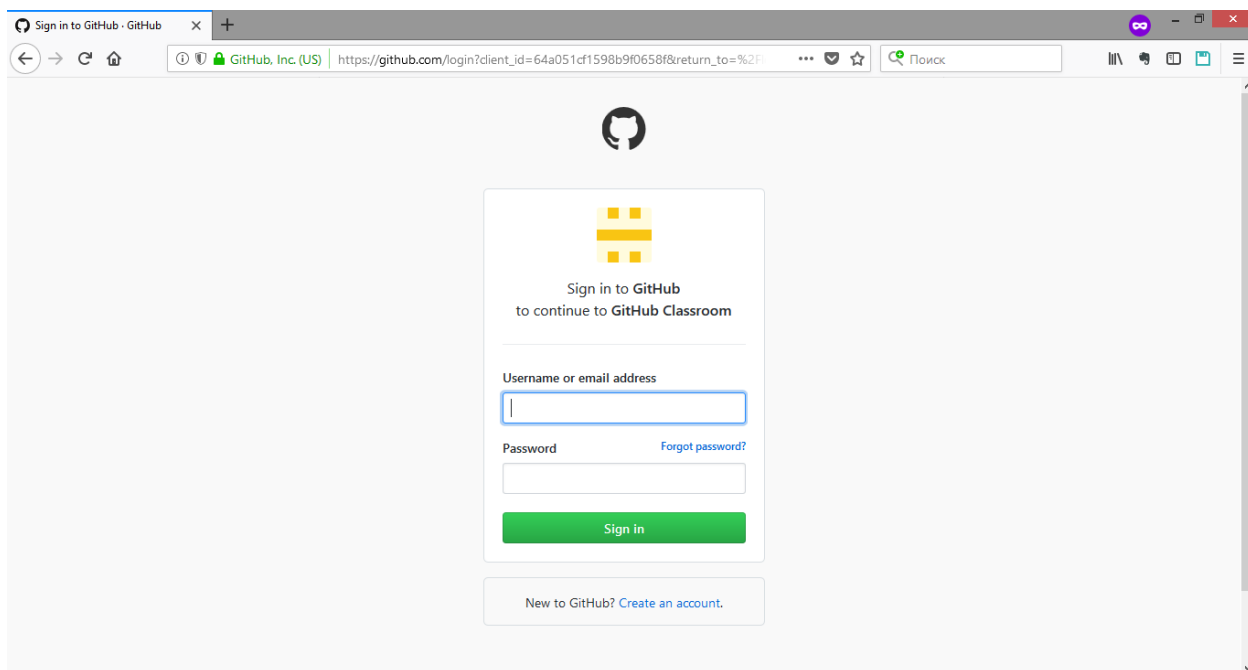 Sign in to GitHub · GitHub
GitHub, Inc. (US) https://github.com/login?client_id=64a051cf1598b9f0658f&return_to=%2F
Поиск
Sign in to GitHub
to continue to GitHub Classroom
Username or email address
Password Forgot password?
Sign in
New to GitHub? Create an account.